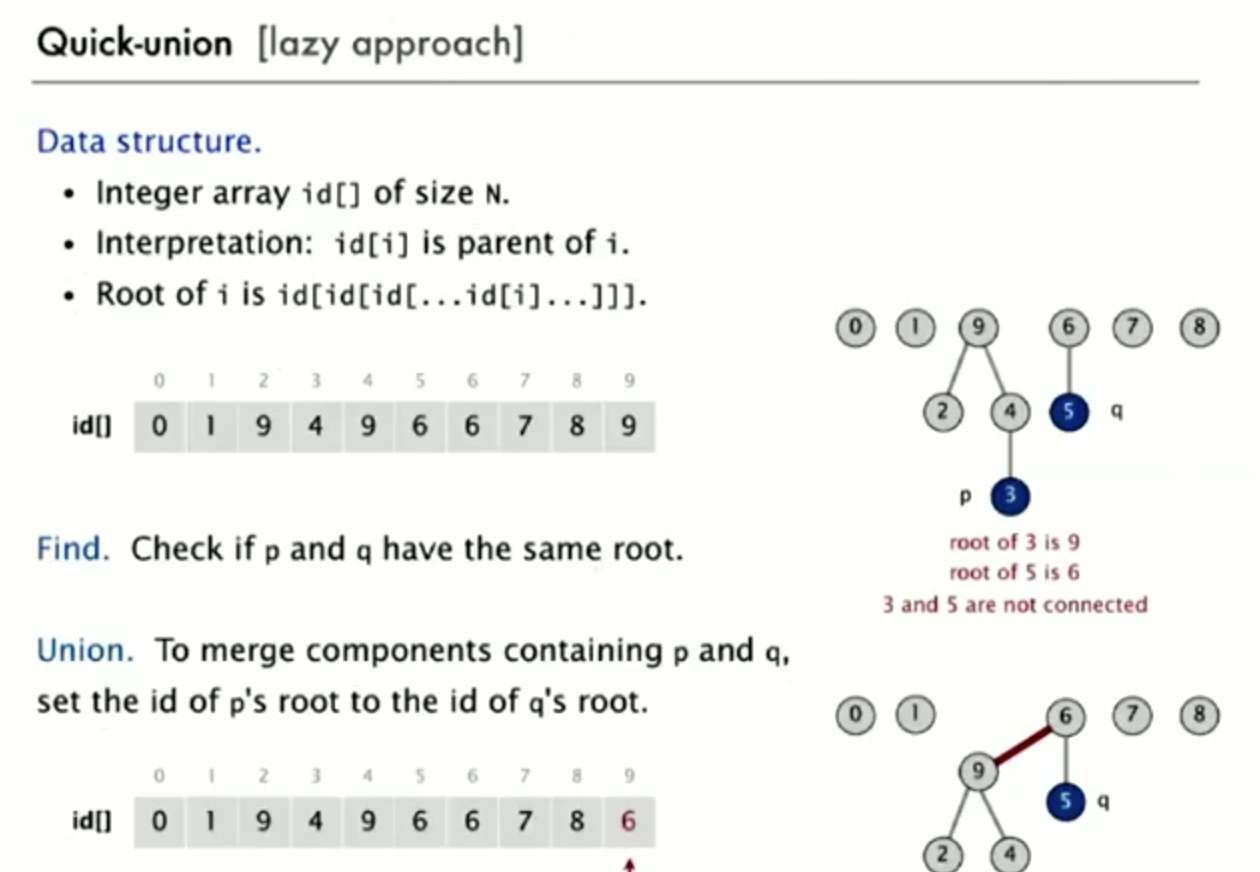 Quick-union [lazy approach]
Data structure.
• Integer array id[] of size N.
• Interpretation: id[i] is parent of i.
• Root of i is id[id[id[...id[i]...]]].
0 1 2 3 4 5 6 7 8 9
id[] 0 1 9 4 9 6 6 7 8 9
0 1 9 6 7 8
2 4 5 q
p 3
Find. Check if p and q have the same root.
root of 3 is 9
root of 5 is 6
3 and 5 are not connected
Union. To merge components containing p and q,
set the id of p's root to the id of q's root.
0 1 2 3 4 5 6 7 8 9
id[] 0 1 9 4 9 6 6 7 8 6
0 1 6 7 8
9
5 q
2 4